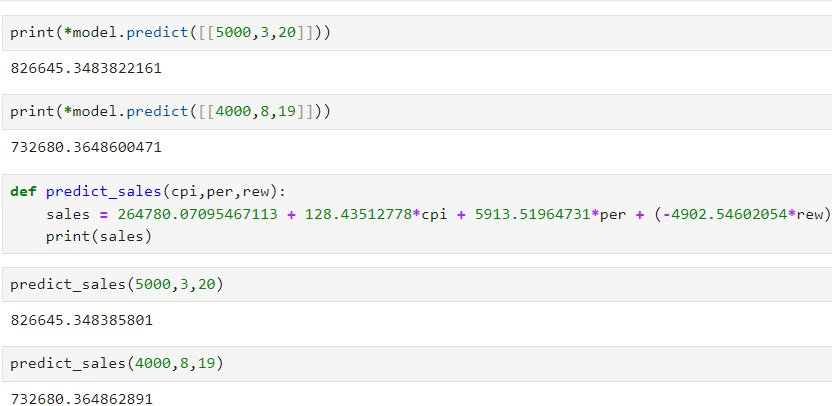 print(*model.predict([[5000,3,20]]))
826645.3483822161
print(*model.predict([[4000,8,19]]))
732680.3648600471
def predict_sales(cpi,per,rew):
    sales = 264780.07095467113 + 128.43512778*cpi + 5913.51964731*per + (-4902.54602054*rew)
    print(sales)
predict_sales(5000,3,20)
826645.348385801
predict_sales(4000,8,19)
732680.364862891